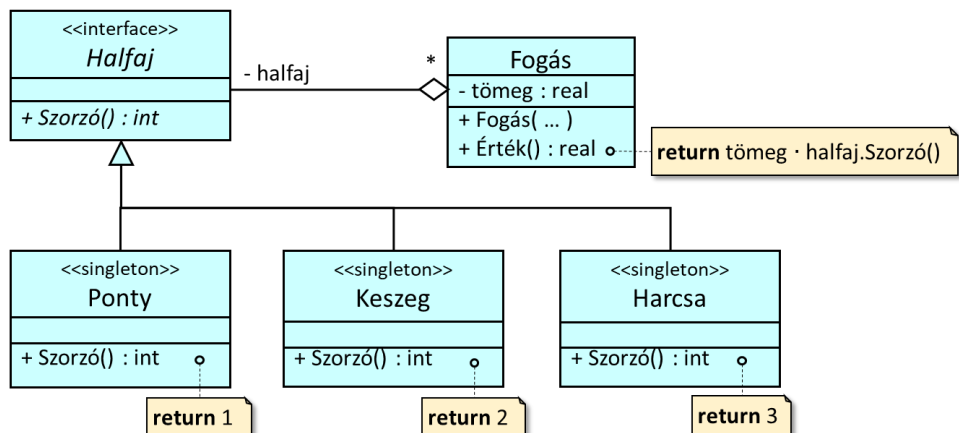 <<interface>>
Halfaj
+ Szorzó() : int
- halfaj
*
Fogás
- tömeg : real
+ Fogás( ... )
+ Érték() : real
return tömeg · halfaj.Szorzó()
<<singleton>>
Ponty
+ Szorzó() : int
return 1
<<singleton>>
Keszeg
+ Szorzó() : int
return 2
<<singleton>>
Harcsa
+ Szorzó() : int
return 3